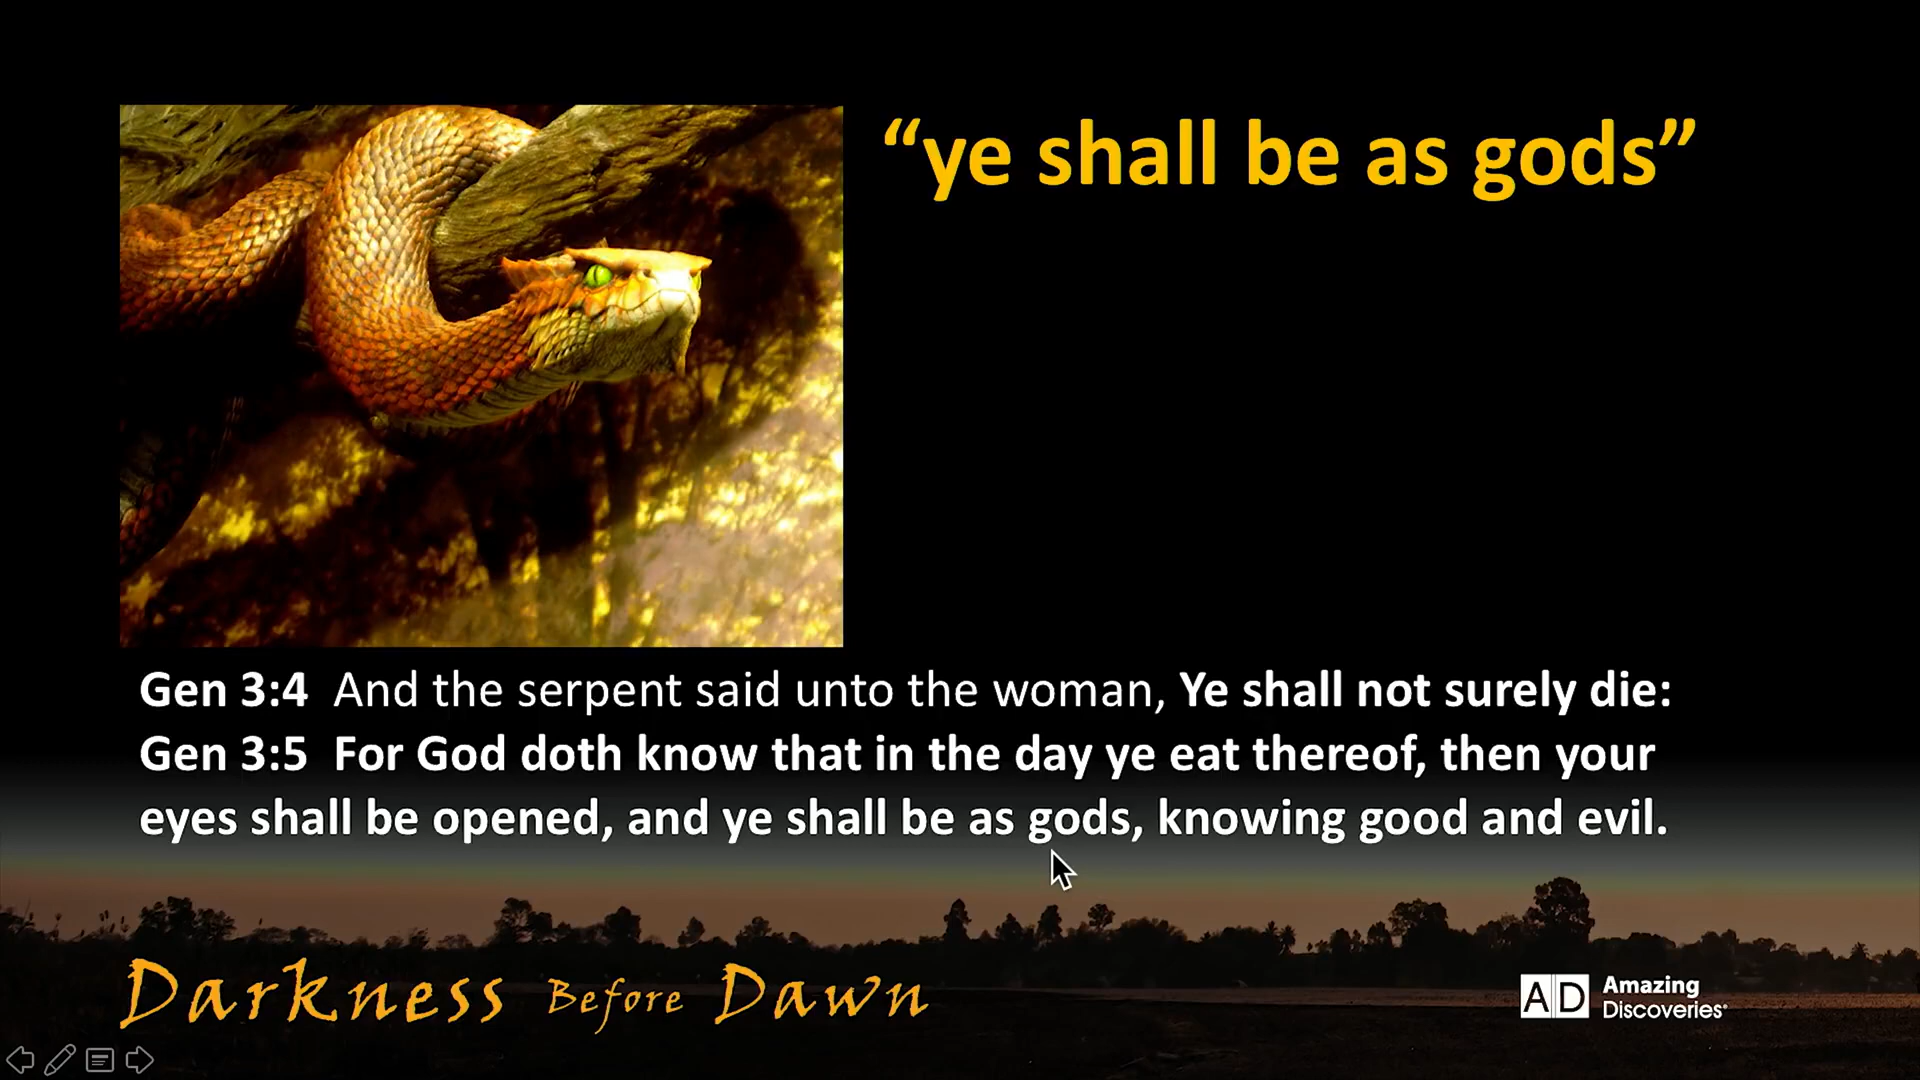 “ye shall be as gods”
Gen 3:4 And the serpent said unto the woman, Ye shall not surely die:
Gen 3:5 For God doth know that in the day ye eat thereof, then your
eyes shall be opened, and ye shall be as gods, knowing good and evil.
Darkness Before Dawn
AD Amazing
Discoveries®